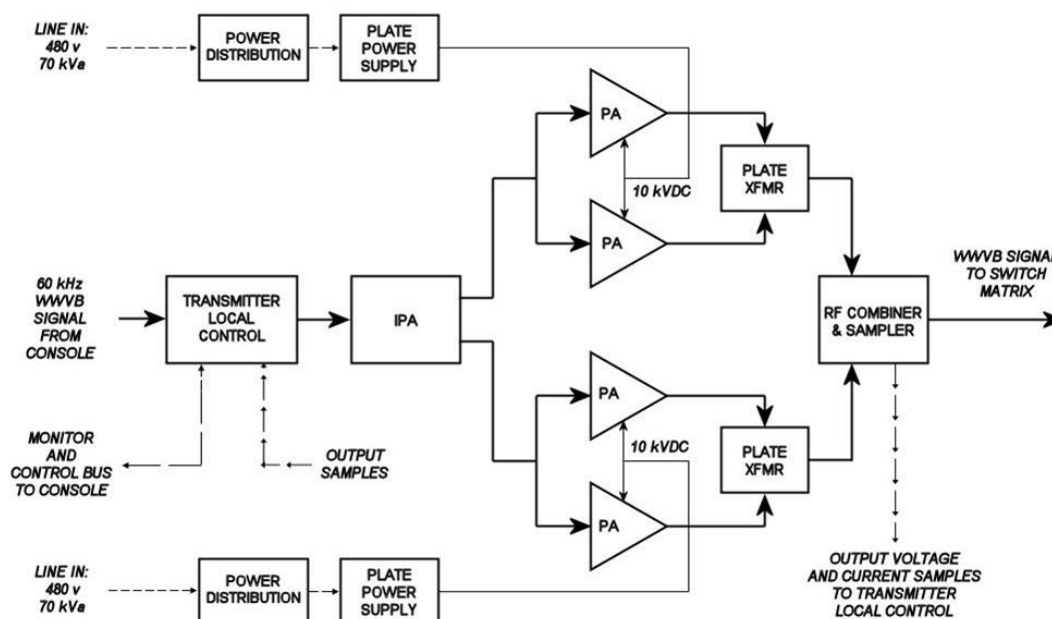 LINE IN:
480 v
70 kVa
POWER
DISTRIBUTION
PLATE
POWER
SUPPLY
PA
10 kVDC
PA
PLATE
XFMR
60 kHz
WWVB
SIGNAL
FROM
CONSOLE
TRANSMITTER
LOCAL
CONTROL
IPA
RF COMBINER
& SAMPLER
WWVB SIGNAL
TO SWITCH
MATRIX
MONITOR
AND
CONTROL BUS
TO CONSOLE
OUTPUT
SAMPLES
PA
10 kVDC
PA
PLATE
XFMR
LINE IN:
480 v
70 kVa
POWER
DISTRIBUTION
PLATE
POWER
SUPPLY
OUTPUT VOLTAGE
AND CURRENT SAMPLES
TO TRANSMITTER
LOCAL CONTROL